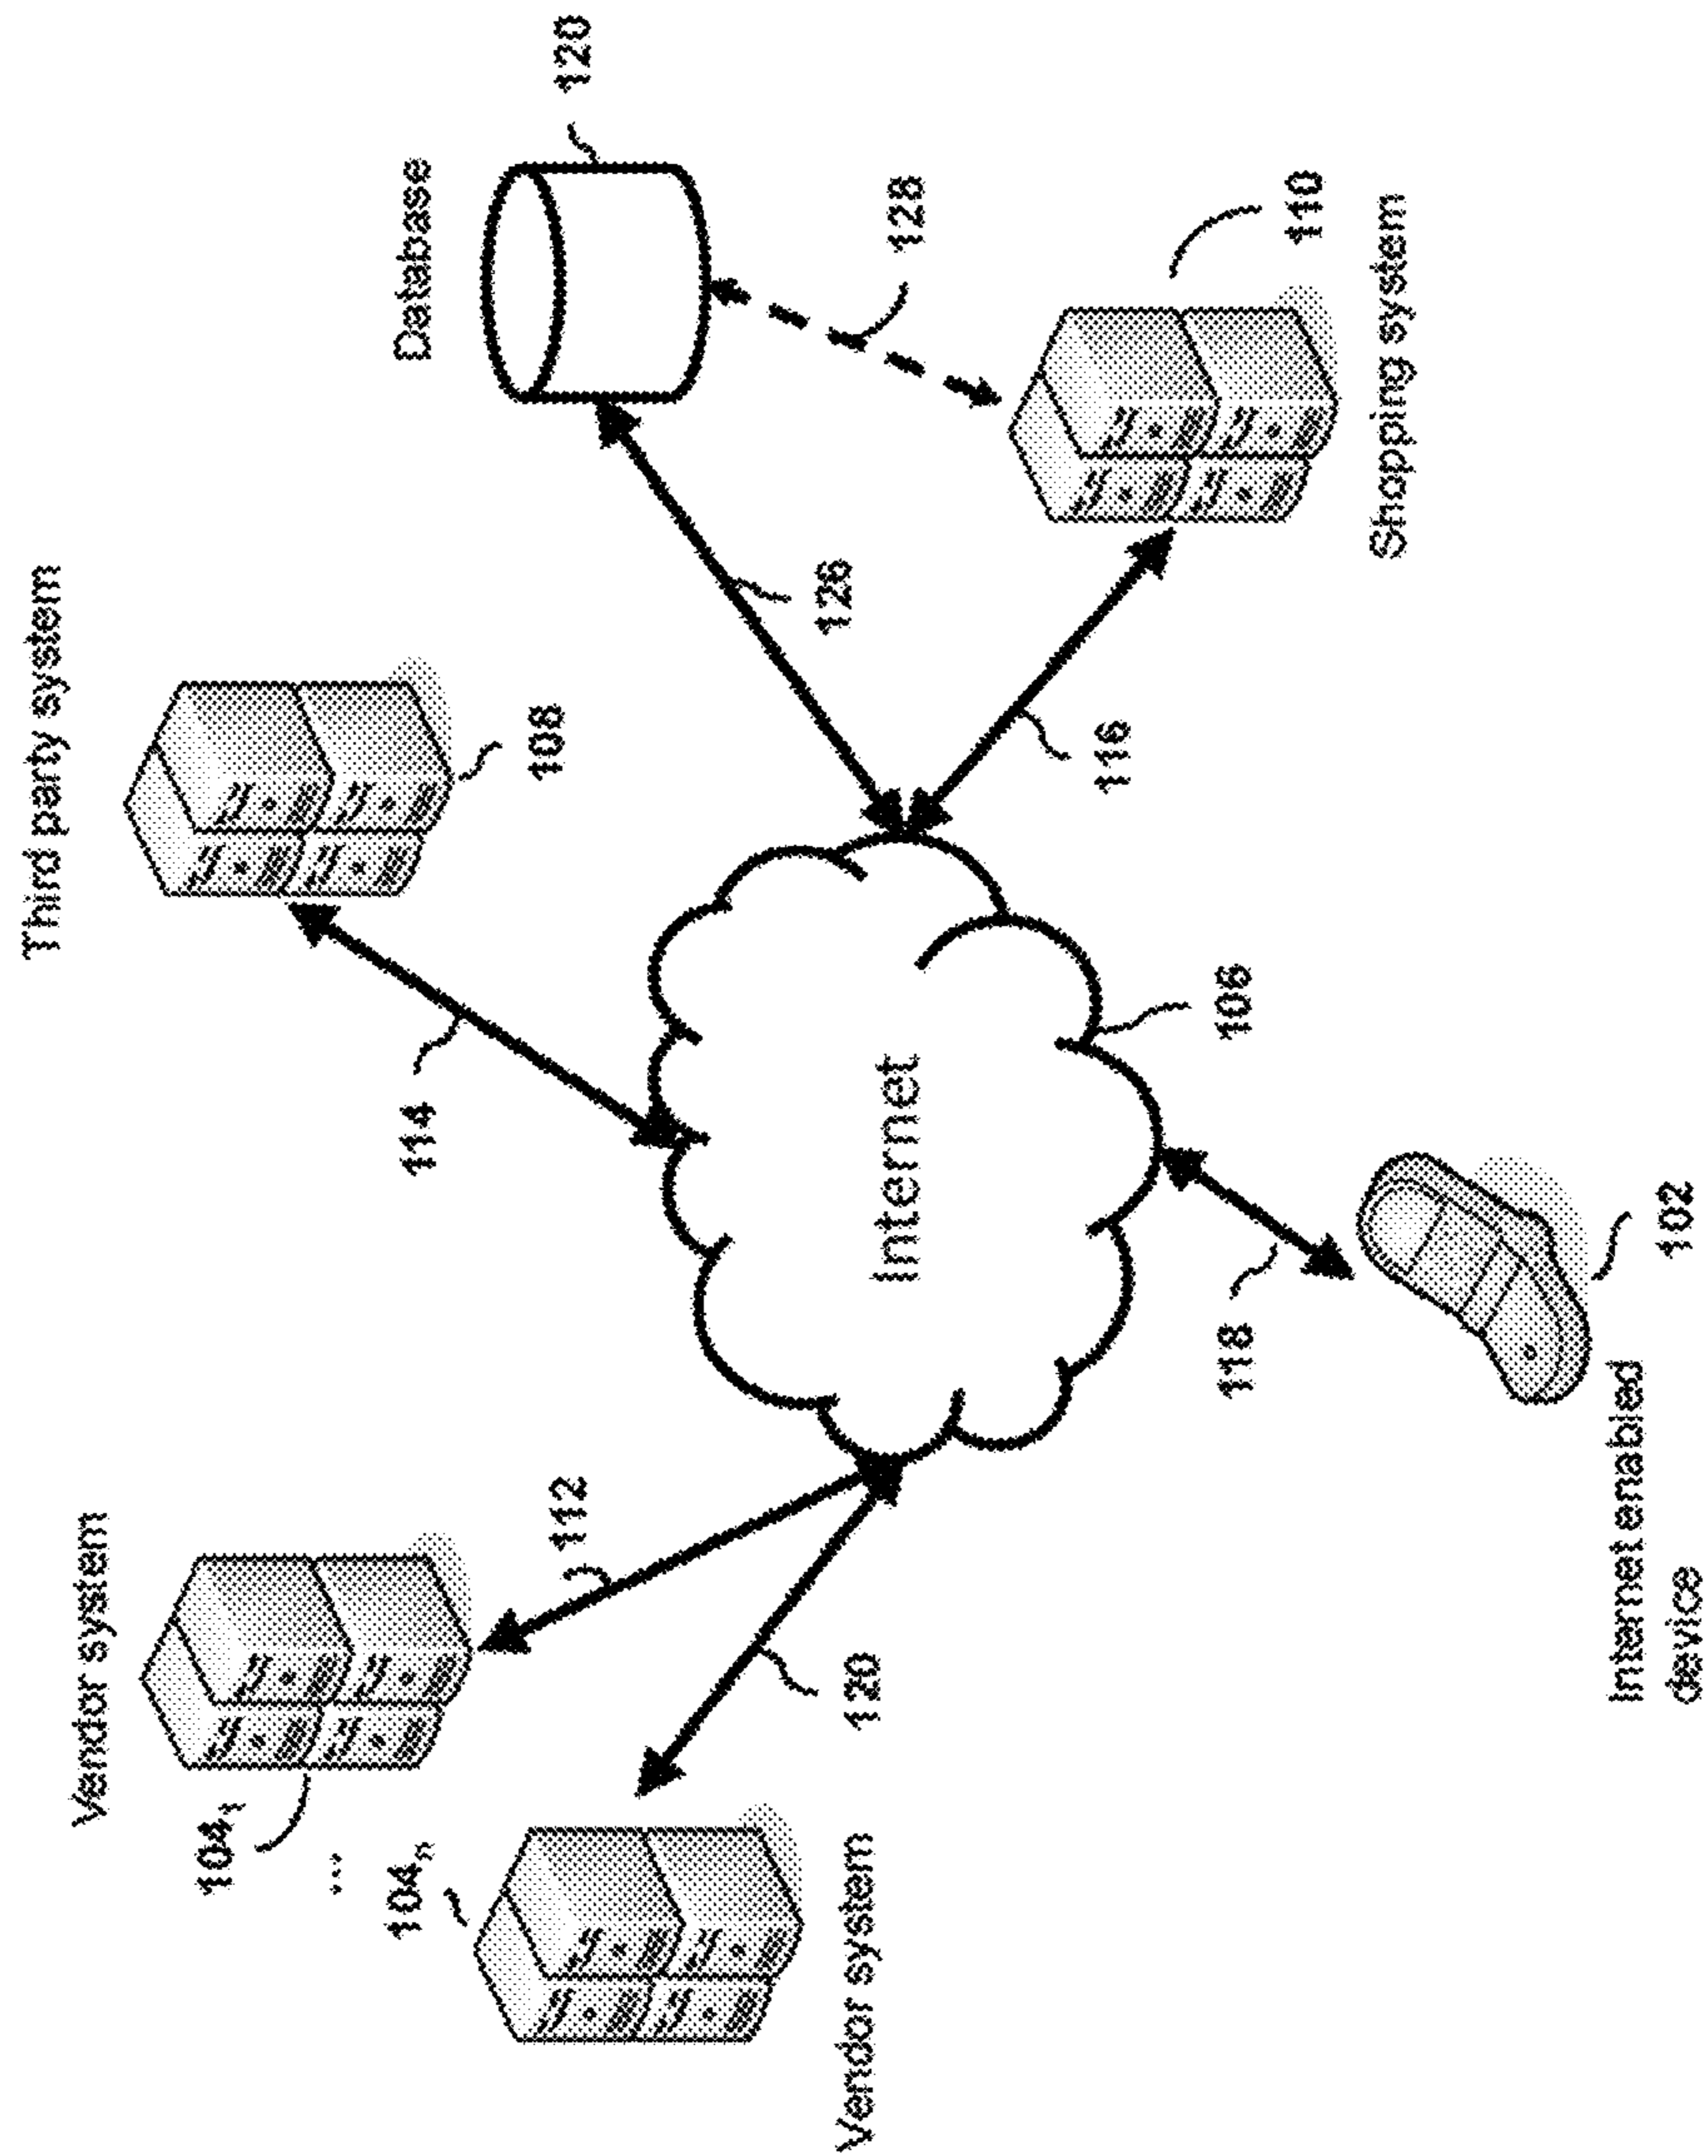 Third party system
Vendor system
104₁
...
104ₙ
112
114
108
Database
120
Vendor system
120
Internet
126
128
116
110
Shopping system
106
118
102
Internet enabled
device